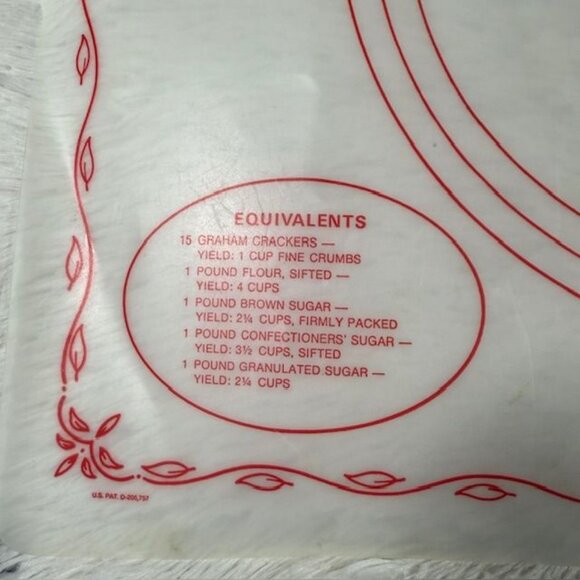 EQUIVALENTS
15 GRAHAM CRACKERS —
YIELD: 1 CUP FINE CRUMBS
1 POUND FLOUR, SIFTED —
YIELD: 4 CUPS
1 POUND BROWN SUGAR —
YIELD: 2¼ CUPS, FIRMLY PACKED
1 POUND CONFECTIONERS' SUGAR —
YIELD: 3½ CUPS, SIFTED
1 POUND GRANULATED SUGAR —
YIELD: 2¼ CUPS
U.S. PAT. D-205,757